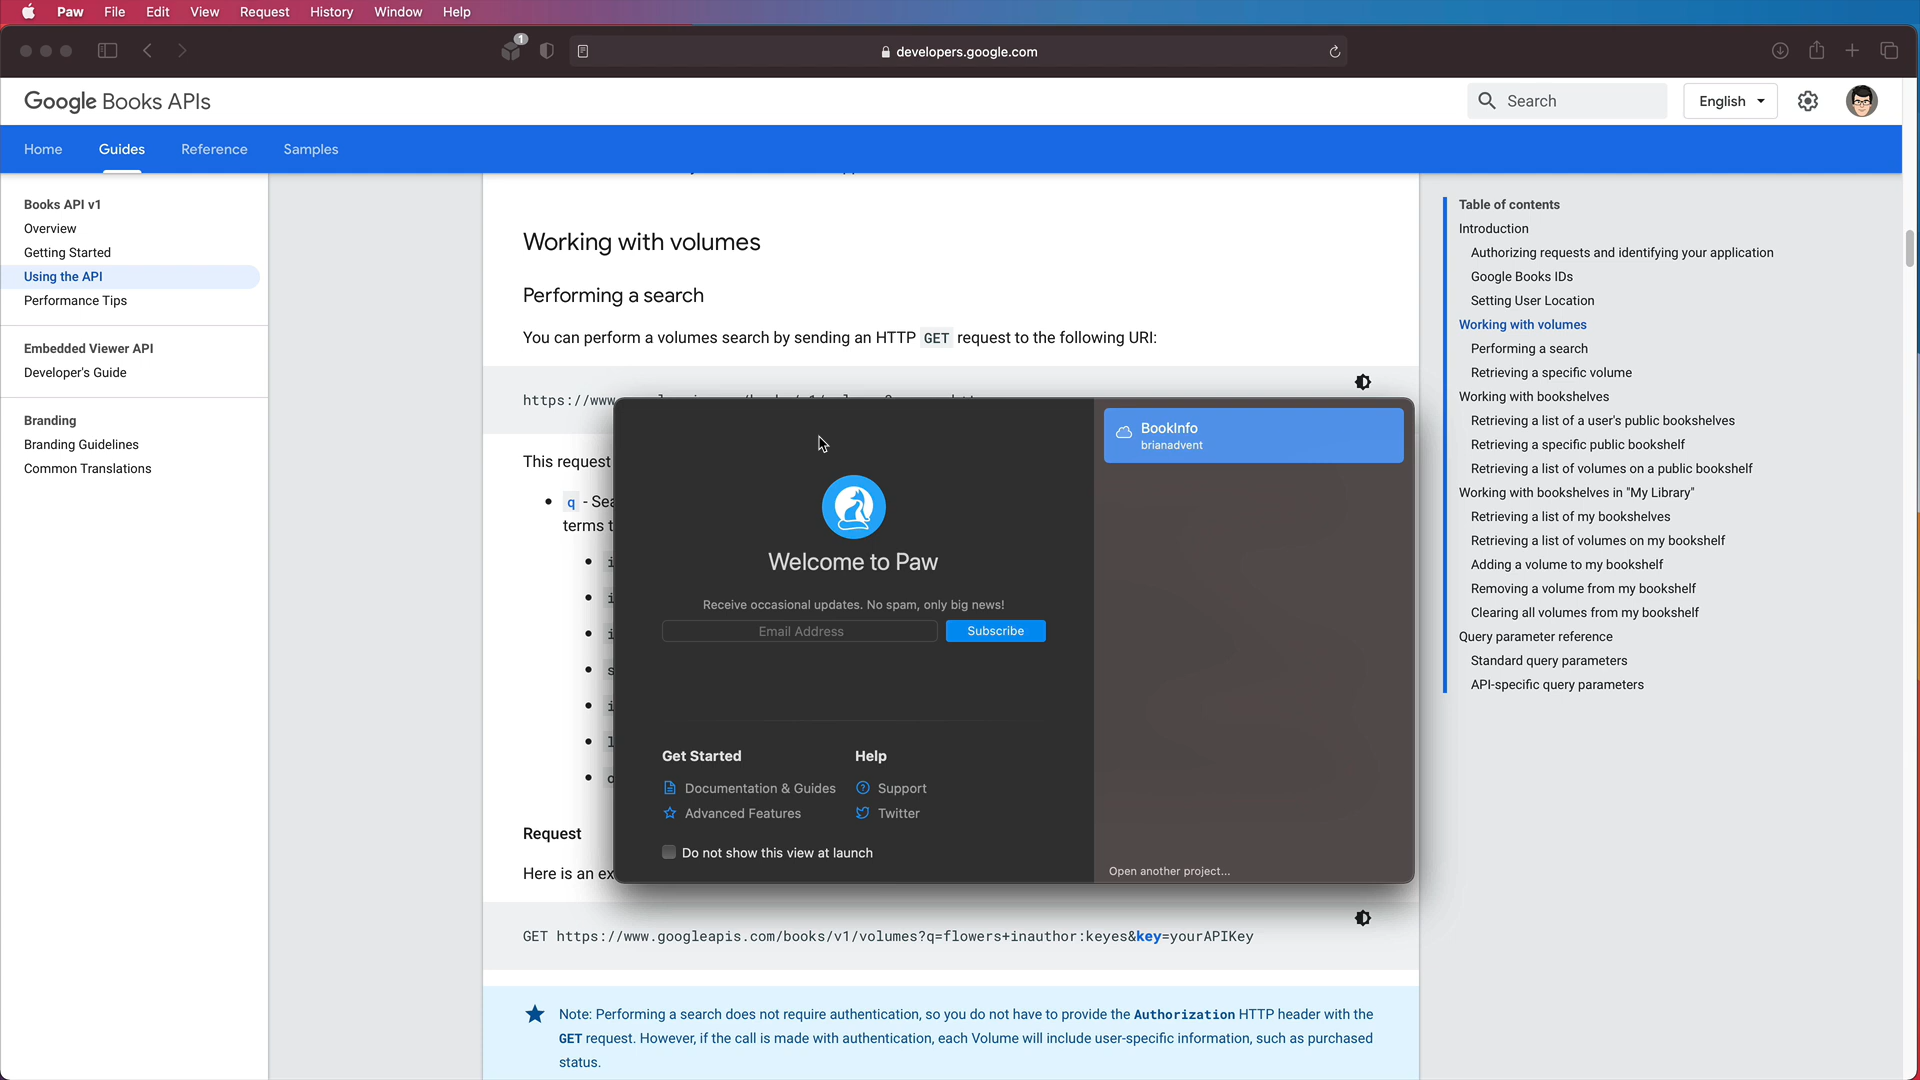 Paw File Edit View Request History Window Help
1
developers.google.com
Google Books APIs
Search
English
Home Guides Reference Samples
Books API v1
Overview
Getting Started
Using the API
Performance Tips
Embedded Viewer API
Developer's Guide
Branding
Branding Guidelines
Common Translations
Working with volumes
Performing a search
You can perform a volumes search by sending an HTTP GET request to the following URI:
https://www
This request
q - Sea
terms t
i
i
i
s
i
l
o
Request
Here is an ex
GET https://www.googleapis.com/books/v1/volumes?q=flowers+inauthor:keyes&key=yourAPIKey
Note: Performing a search does not require authentication, so you do not have to provide the Authorization HTTP header with the
GET request. However, if the call is made with authentication, each Volume will include user-specific information, such as purchased
status.
Welcome to Paw
Receive occasional updates. No spam, only big news!
Email Address Subscribe
Get Started Help
Documentation & Guides Support
Advanced Features Twitter
Do not show this view at launch
BookInfo
brianadvent
Open another project...
Table of contents
Introduction
Authorizing requests and identifying your application
Google Books IDs
Setting User Location
Working with volumes
Performing a search
Retrieving a specific volume
Working with bookshelves
Retrieving a list of a user's public bookshelves
Retrieving a specific public bookshelf
Retrieving a list of volumes on a public bookshelf
Working with bookshelves in "My Library"
Retrieving a list of my bookshelves
Retrieving a list of volumes on my bookshelf
Adding a volume to my bookshelf
Removing a volume from my bookshelf
Clearing all volumes from my bookshelf
Query parameter reference
Standard query parameters
API-specific query parameters